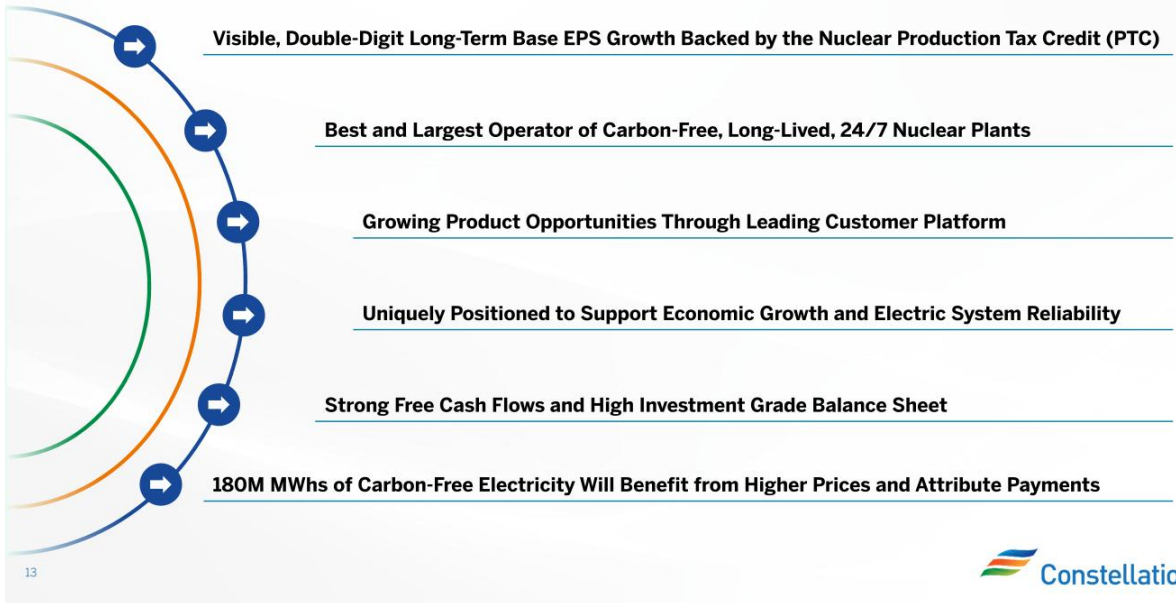 Visible, Double-Digit Long-Term Base EPS Growth Backed by the Nuclear Production Tax Credit (PTC)
Best and Largest Operator of Carbon-Free, Long-Lived, 24/7 Nuclear Plants
Growing Product Opportunities Through Leading Customer Platform
Uniquely Positioned to Support Economic Growth and Electric System Reliability
Strong Free Cash Flows and High Investment Grade Balance Sheet
180M MWhs of Carbon-Free Electricity Will Benefit from Higher Prices and Attribute Payments
13
Constellatio